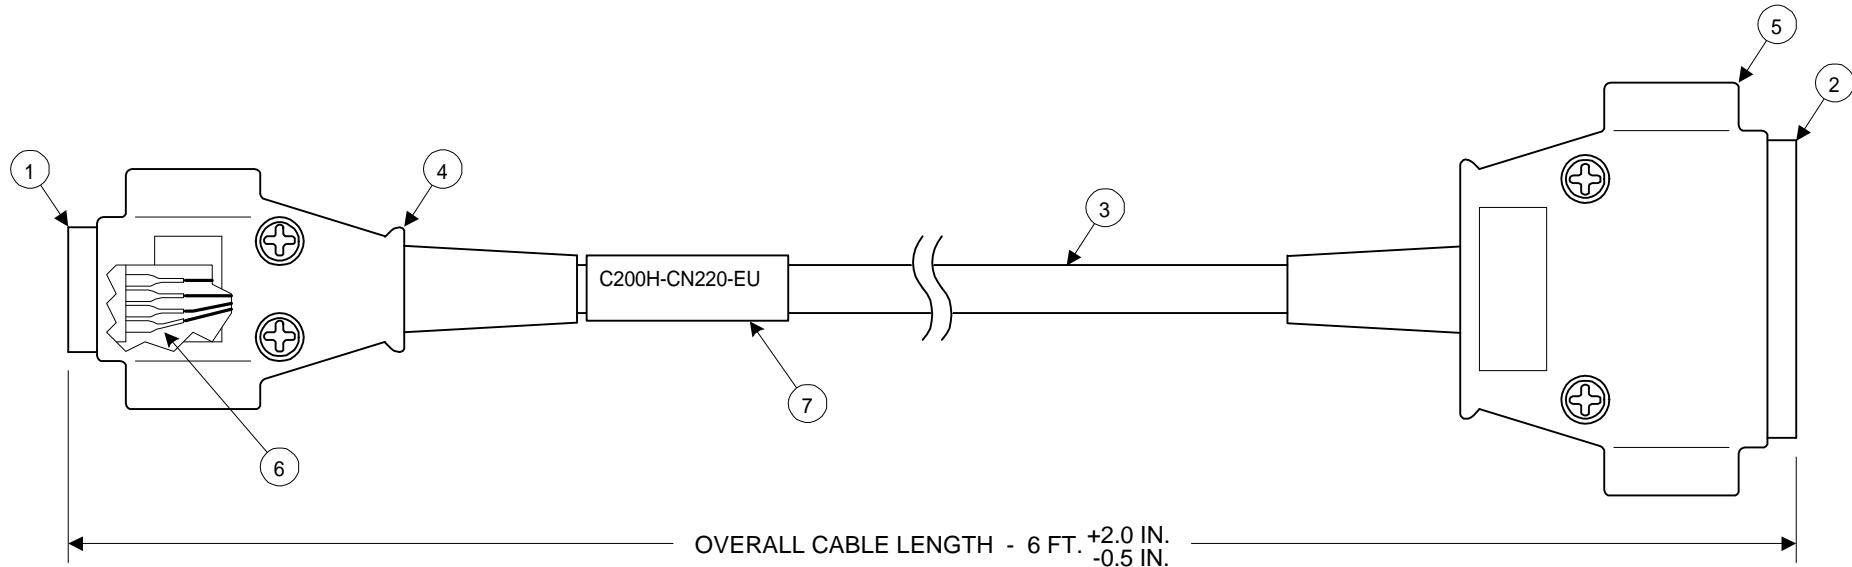 5
2
1
4
3
C200H-CN220-EU
7
6
OVERALL CABLE LENGTH - 6 FT. +2.0 IN.
-0.5 IN.